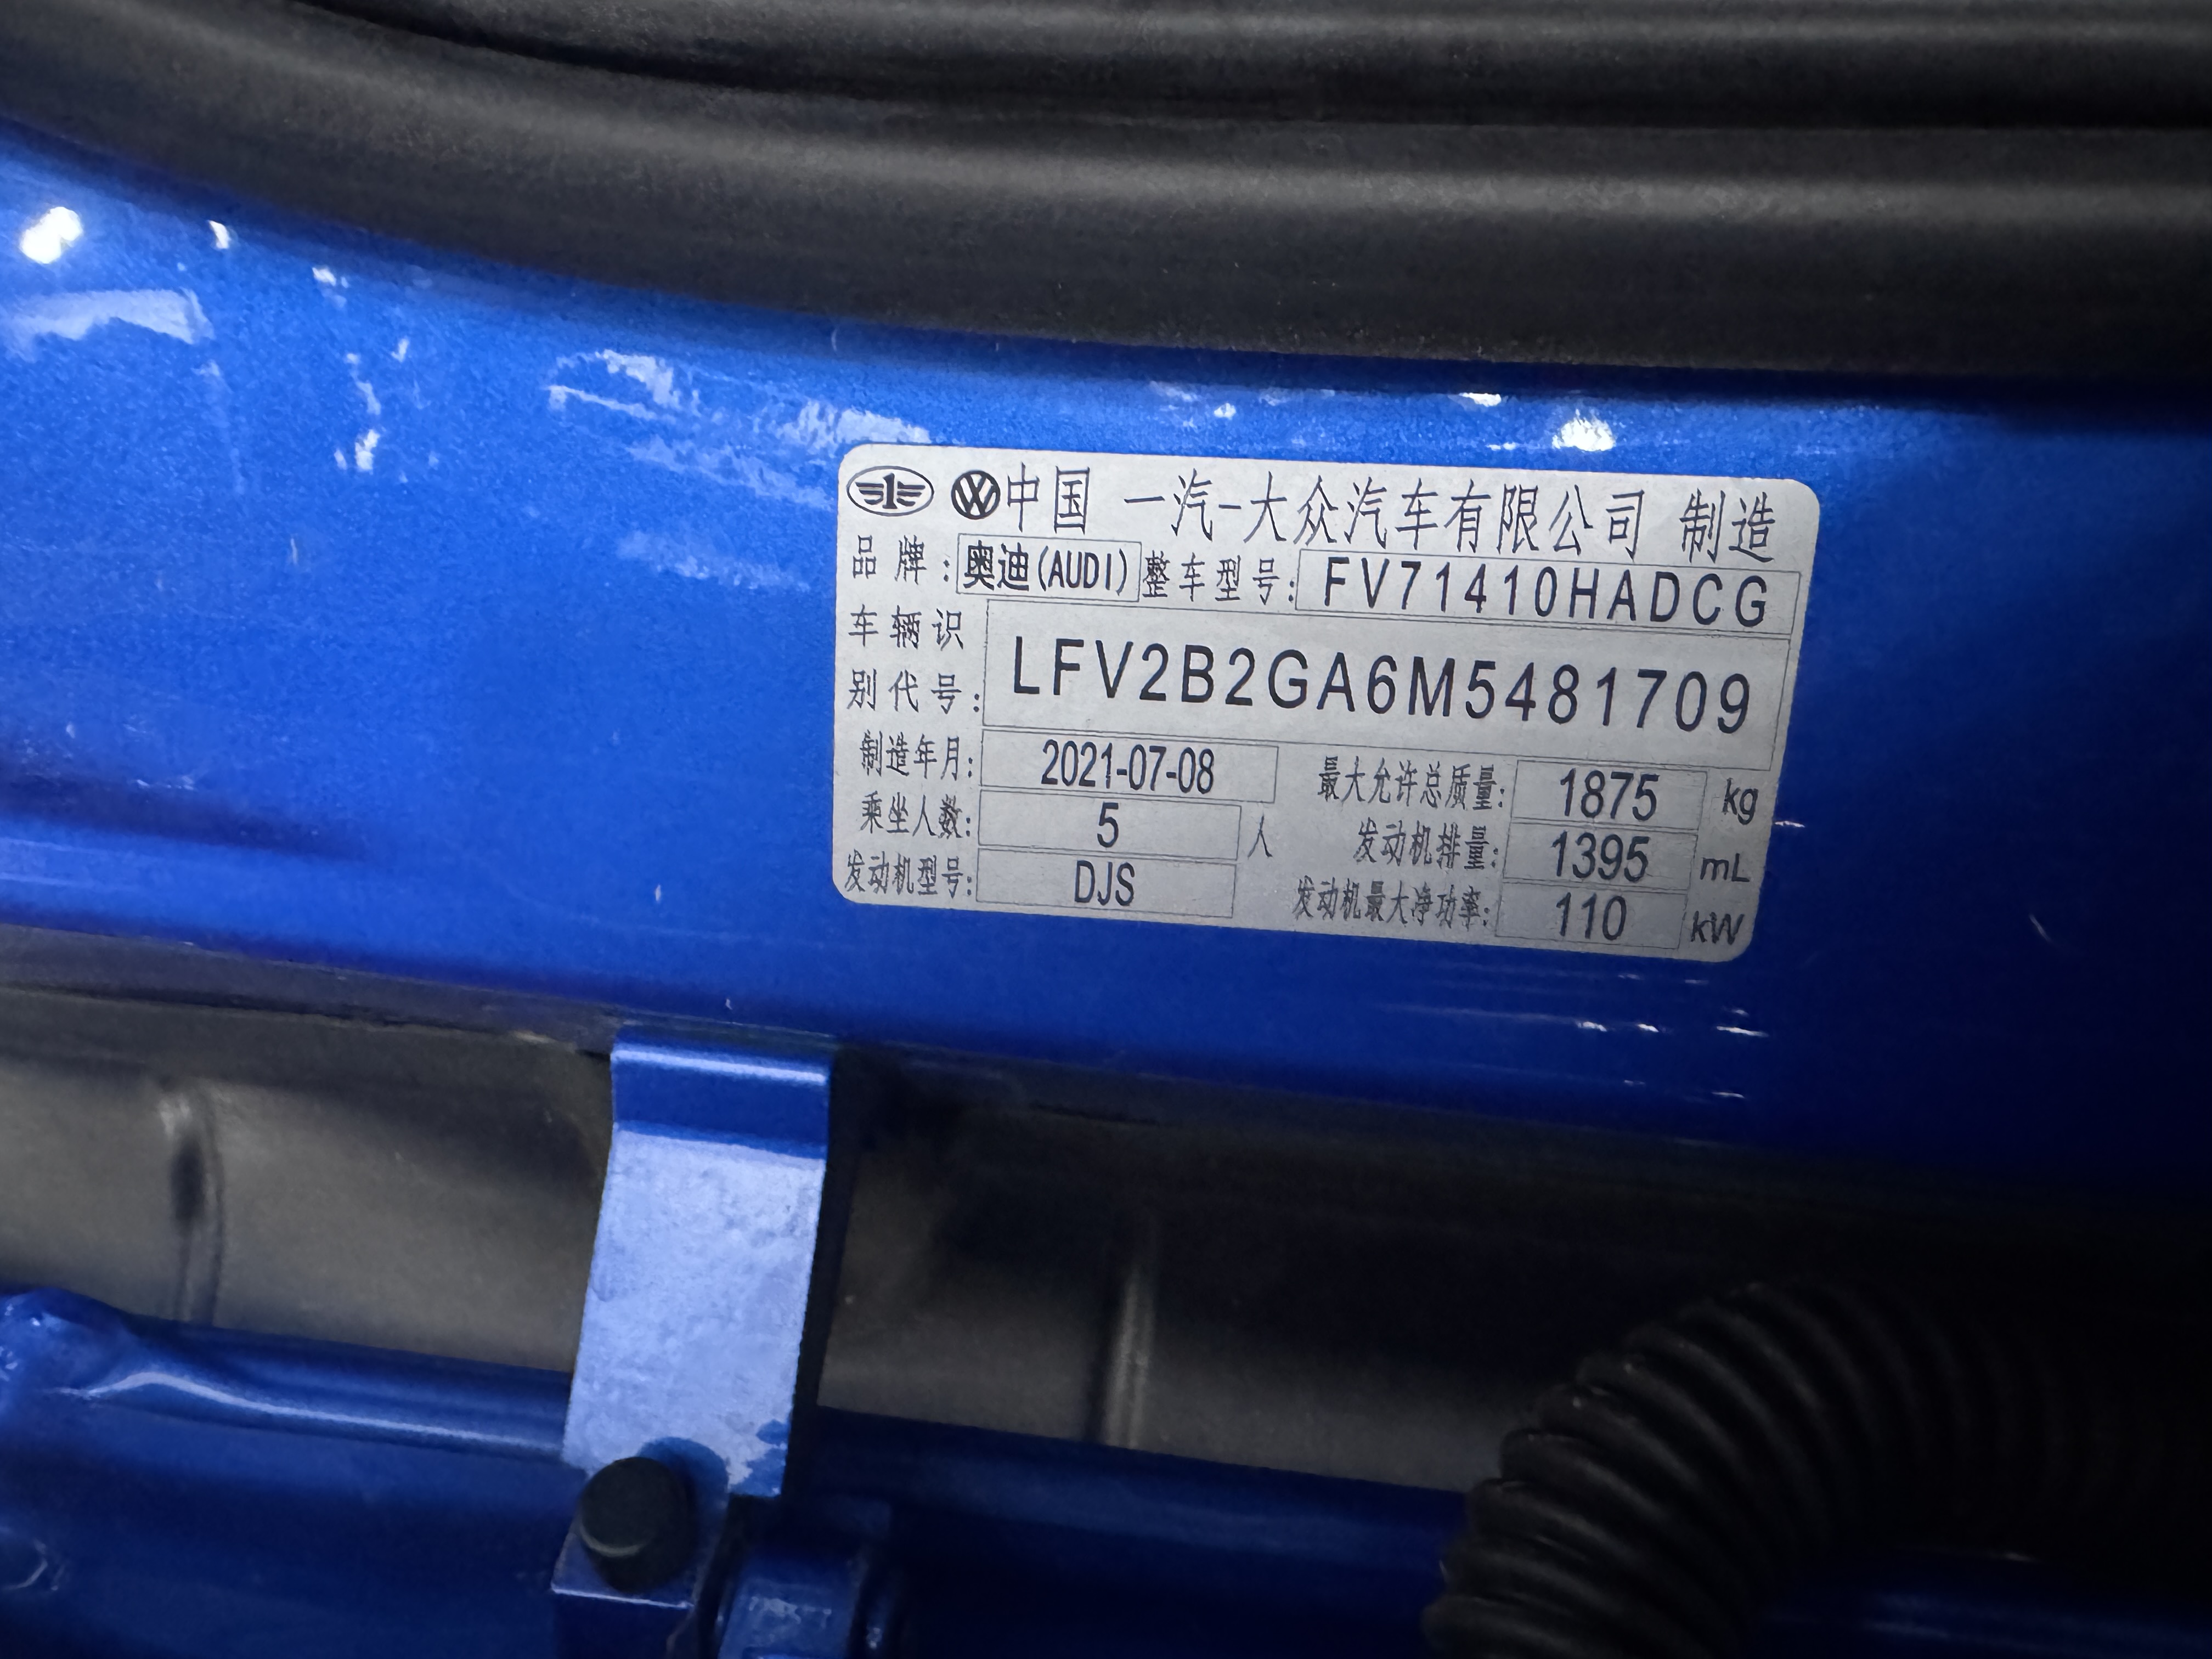 中国 一汽-大众汽车有限公司 制造
品牌: 奥迪(AUDI) 整车型号: FV71410HADCG
车辆识别代号: LFV2B2GA6M5481709
制造年月: 2021-07-08 最大允许总质量: 1875 kg
乘坐人数: 5 人 发动机排量: 1395 mL
发动机型号: DJS 发动机最大净功率: 110 kW